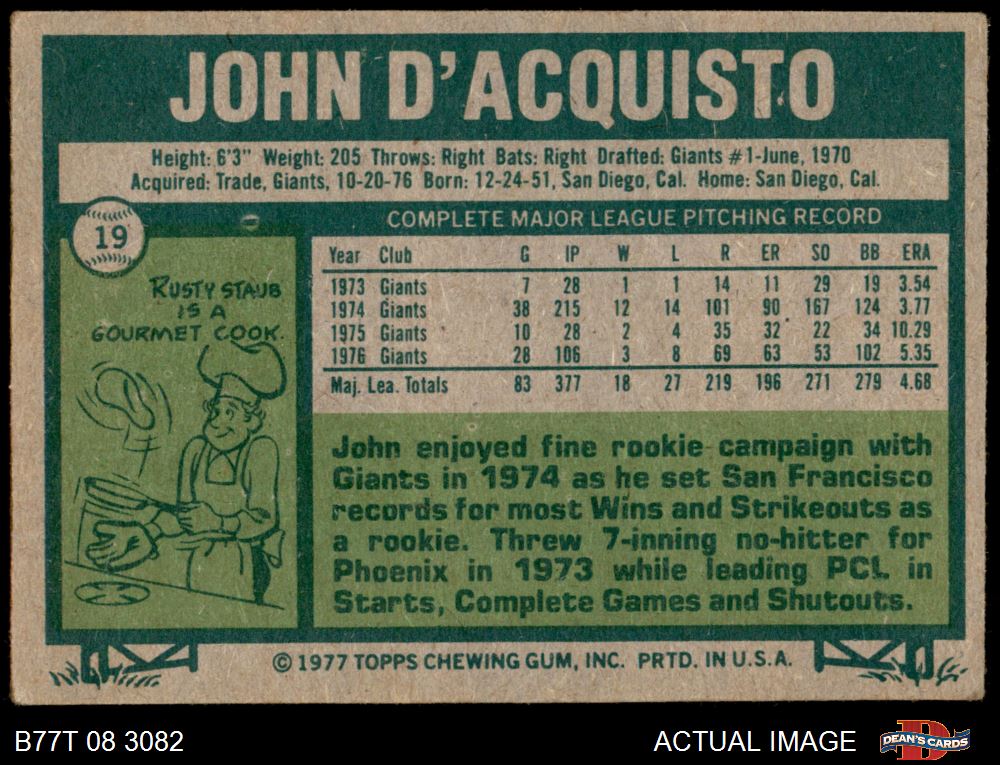 JOHN D'ACQUISTO
Height: 6'3" Weight: 205 Throws: Right Bats: Right Drafted: Giants #1-June, 1970
Acquired: Trade, Giants, 10-20-76 Born: 12-24-51, San Diego, Cal. Home: San Diego, Cal.
19
COMPLETE MAJOR LEAGUE PITCHING RECORD
RUSTY STAUB
IS A
GOURMET COOK.
Year Club G IP W L R ER SO BB ERA
1973 Giants 7 28 1 1 14 11 29 19 3.54
1974 Giants 38 215 12 14 101 90 167 124 3.77
1975 Giants 10 28 2 4 35 32 22 34 10.29
1976 Giants 28 106 3 8 69 63 53 102 5.35
Maj. Lea. Totals 83 377 18 27 219 196 271 279 4.68
John enjoyed fine rookie campaign with
Giants in 1974 as he set San Francisco
records for most Wins and Strikeouts as
a rookie. Threw 7-inning no-hitter for
Phoenix in 1973 while leading PCL in
Starts, Complete Games and Shutouts.
© 1977 TOPPS CHEWING GUM, INC. PRTD. IN U.S.A.
B77T 08 3082
ACTUAL IMAGE
DEAN'S CARDS